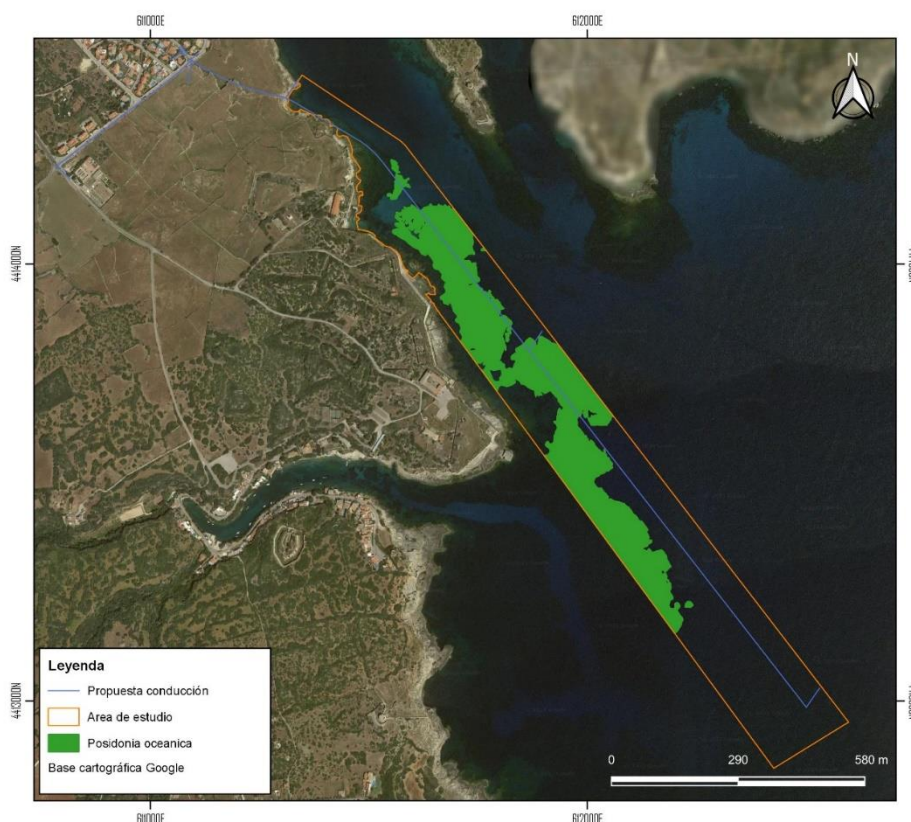 611000E
612000E
N
4414000N
4413000N
Leyenda
Propuesta conducción
Area de estudio
Posidonia oceanica
Base cartográfica Google
0
290
580 m
611000E
612000E